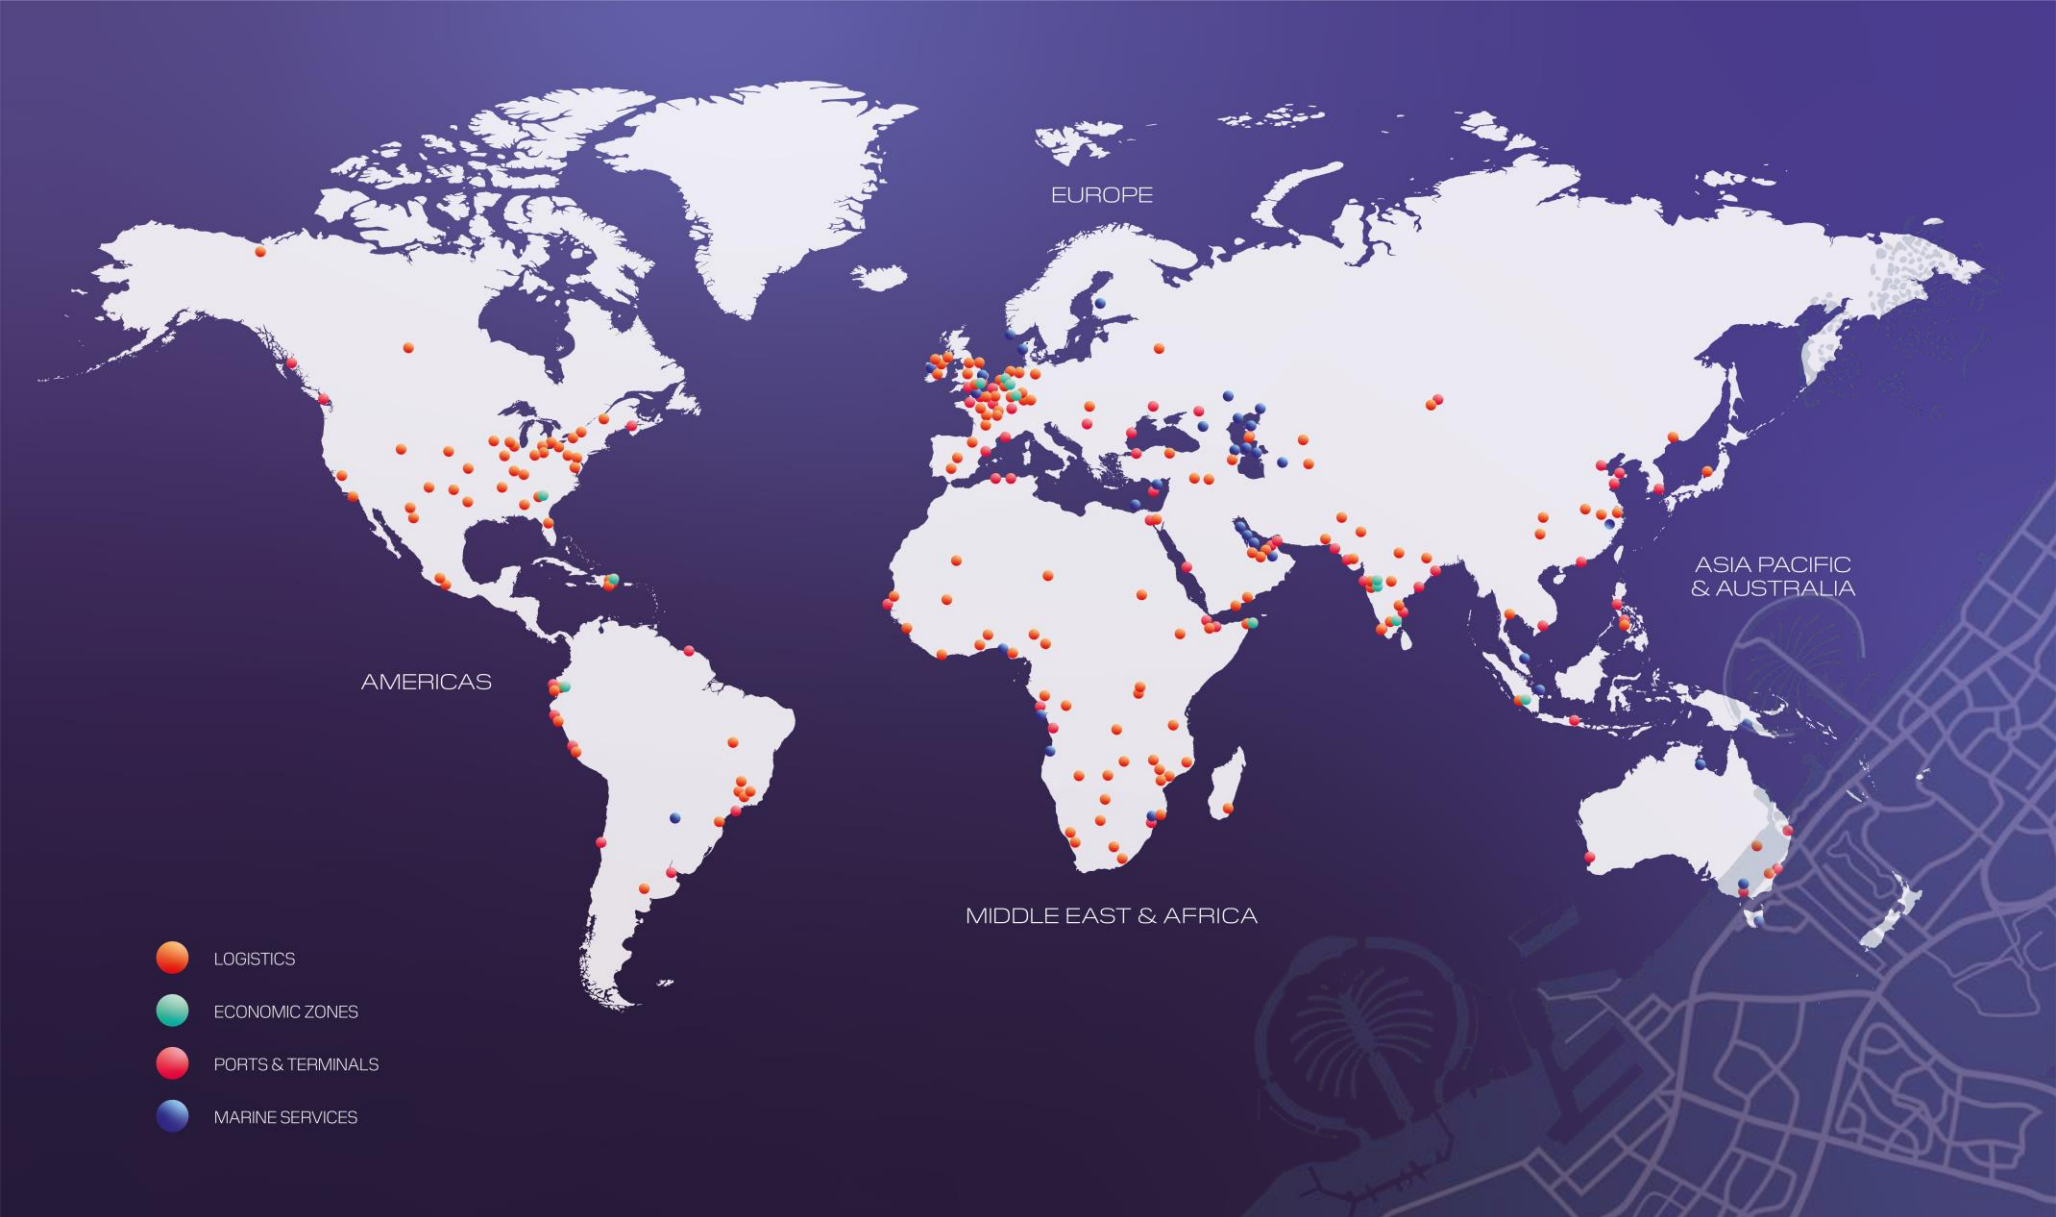 EUROPE
ASIA PACIFIC
& AUSTRALIA
AMERICAS
MIDDLE EAST & AFRICA
LOGISTICS
ECONOMIC ZONES
PORTS & TERMINALS
MARINE SERVICES